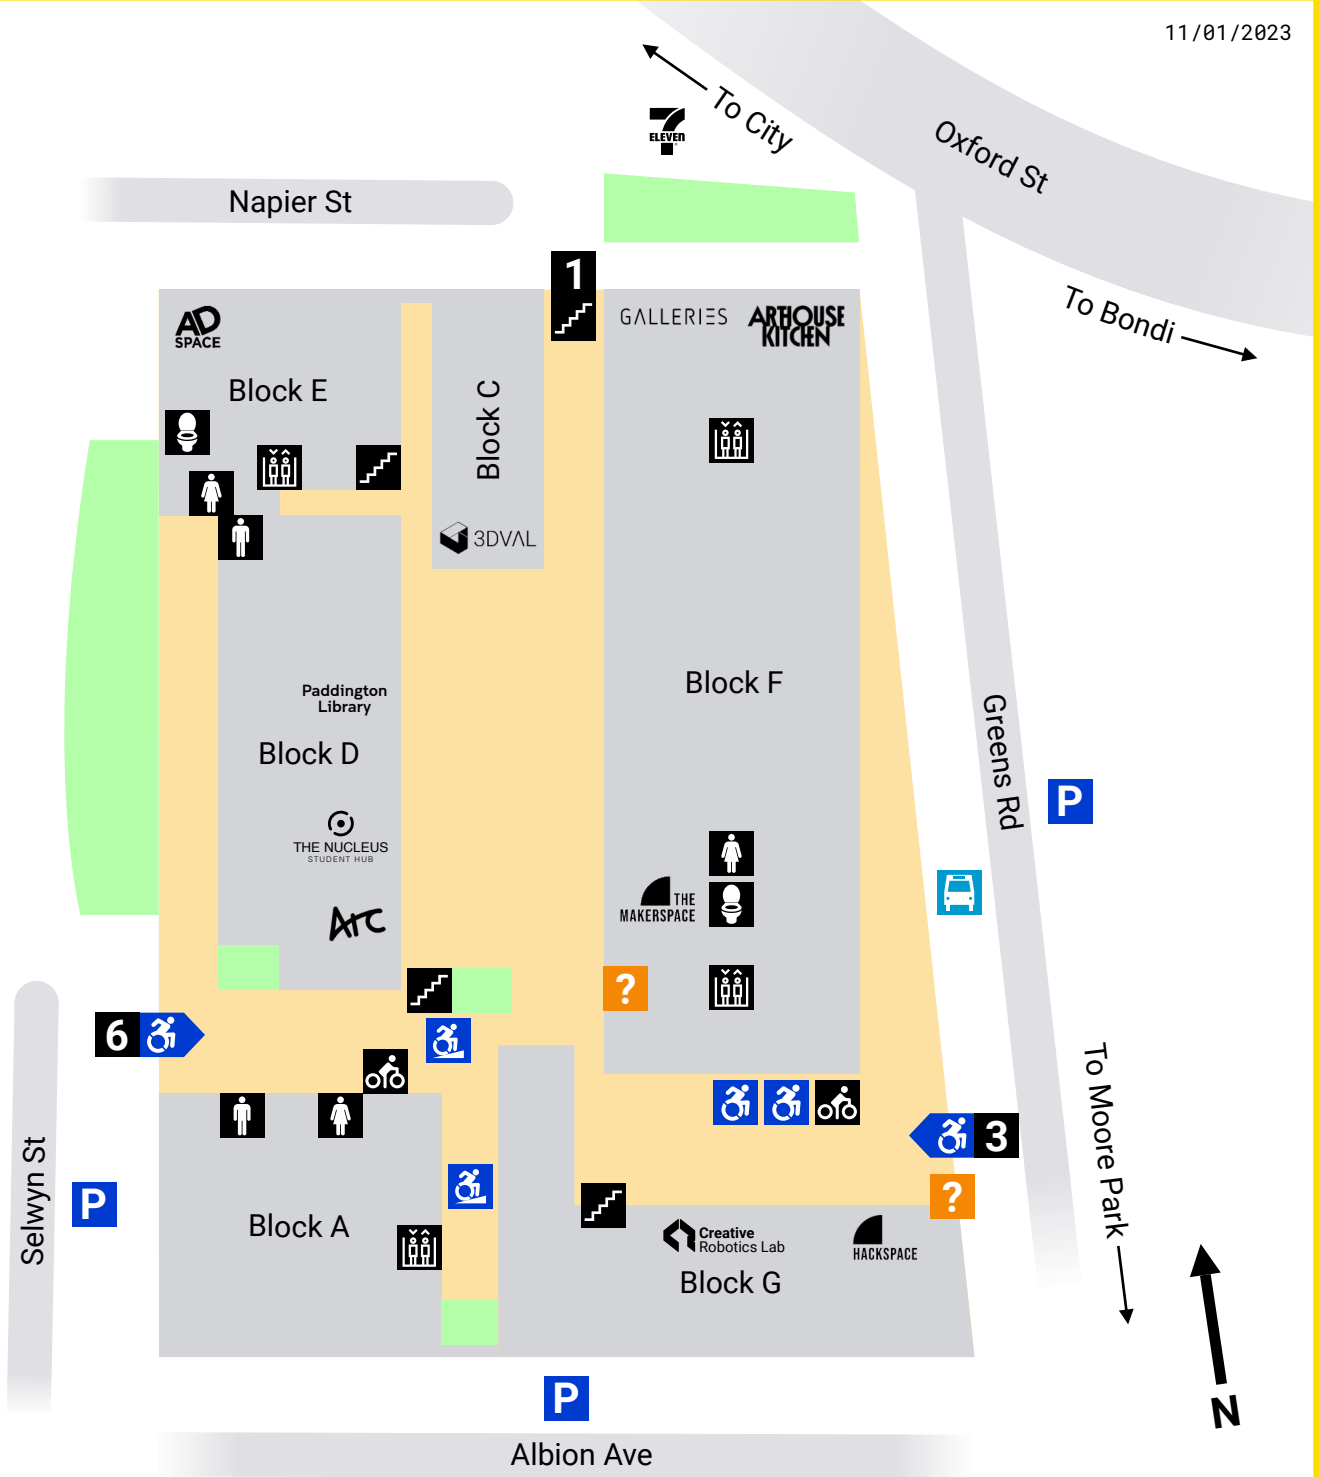 11/01/2023
To City
7
ELEVEN
Oxford St
Napier St
To Bondi
1
AD
SPACE
GALLERIES
ARTHOUSE
KITCHEN
Block E
Block C
3DVAL
Paddington
Library
Block D
Block F
Greens Rd
P
THE NUCLEUS
STUDENT HUB
THE
MAKERSPACE
Arc
?
6
3
To Moore Park
?
Selwyn St
P
Block A
Creative
Robotics Lab
HACKSPACE
Block G
P
N
Albion Ave